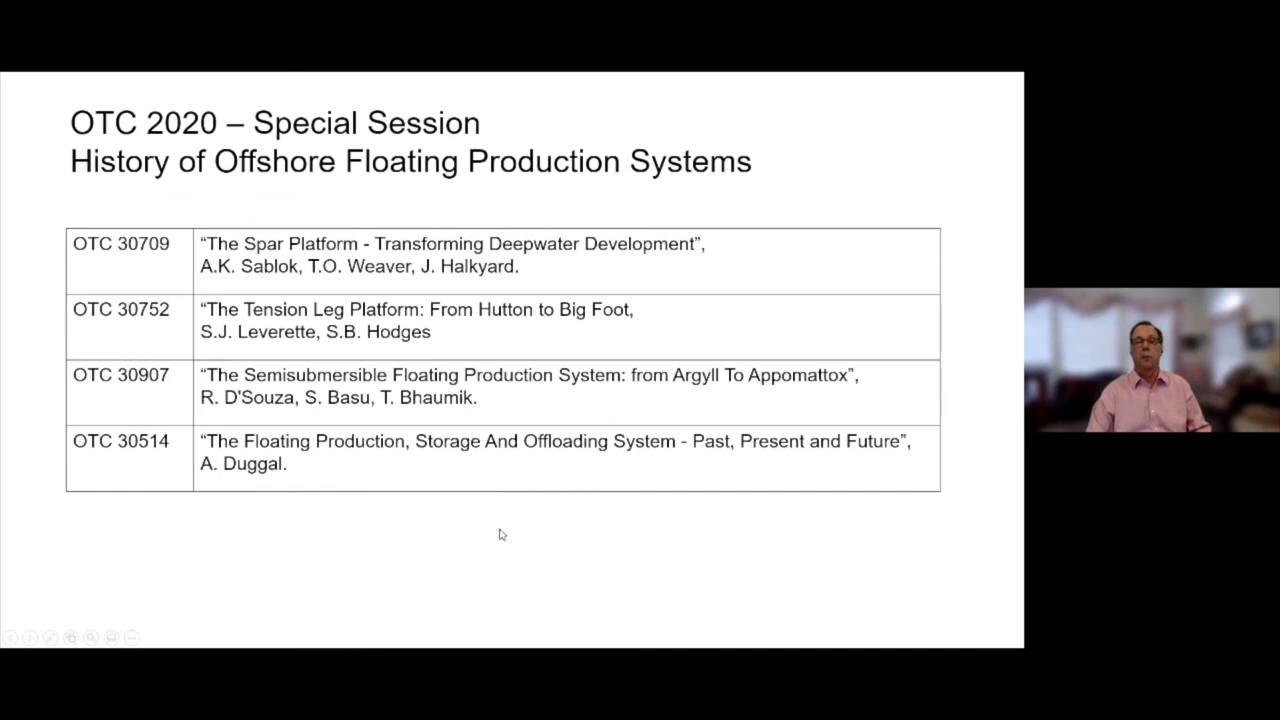 OTC 2020 – Special Session
History of Offshore Floating Production Systems
OTC 30709
“The Spar Platform - Transforming Deepwater Development”,
A.K. Sablok, T.O. Weaver, J. Halkyard.
OTC 30752
“The Tension Leg Platform: From Hutton to Big Foot,
S.J. Leverette, S.B. Hodges
OTC 30907
“The Semisubmersible Floating Production System: from Argyll To Appomattox”,
R. D'Souza, S. Basu, T. Bhaumik.
OTC 30514
“The Floating Production, Storage And Offloading System - Past, Present and Future”,
A. Duggal.